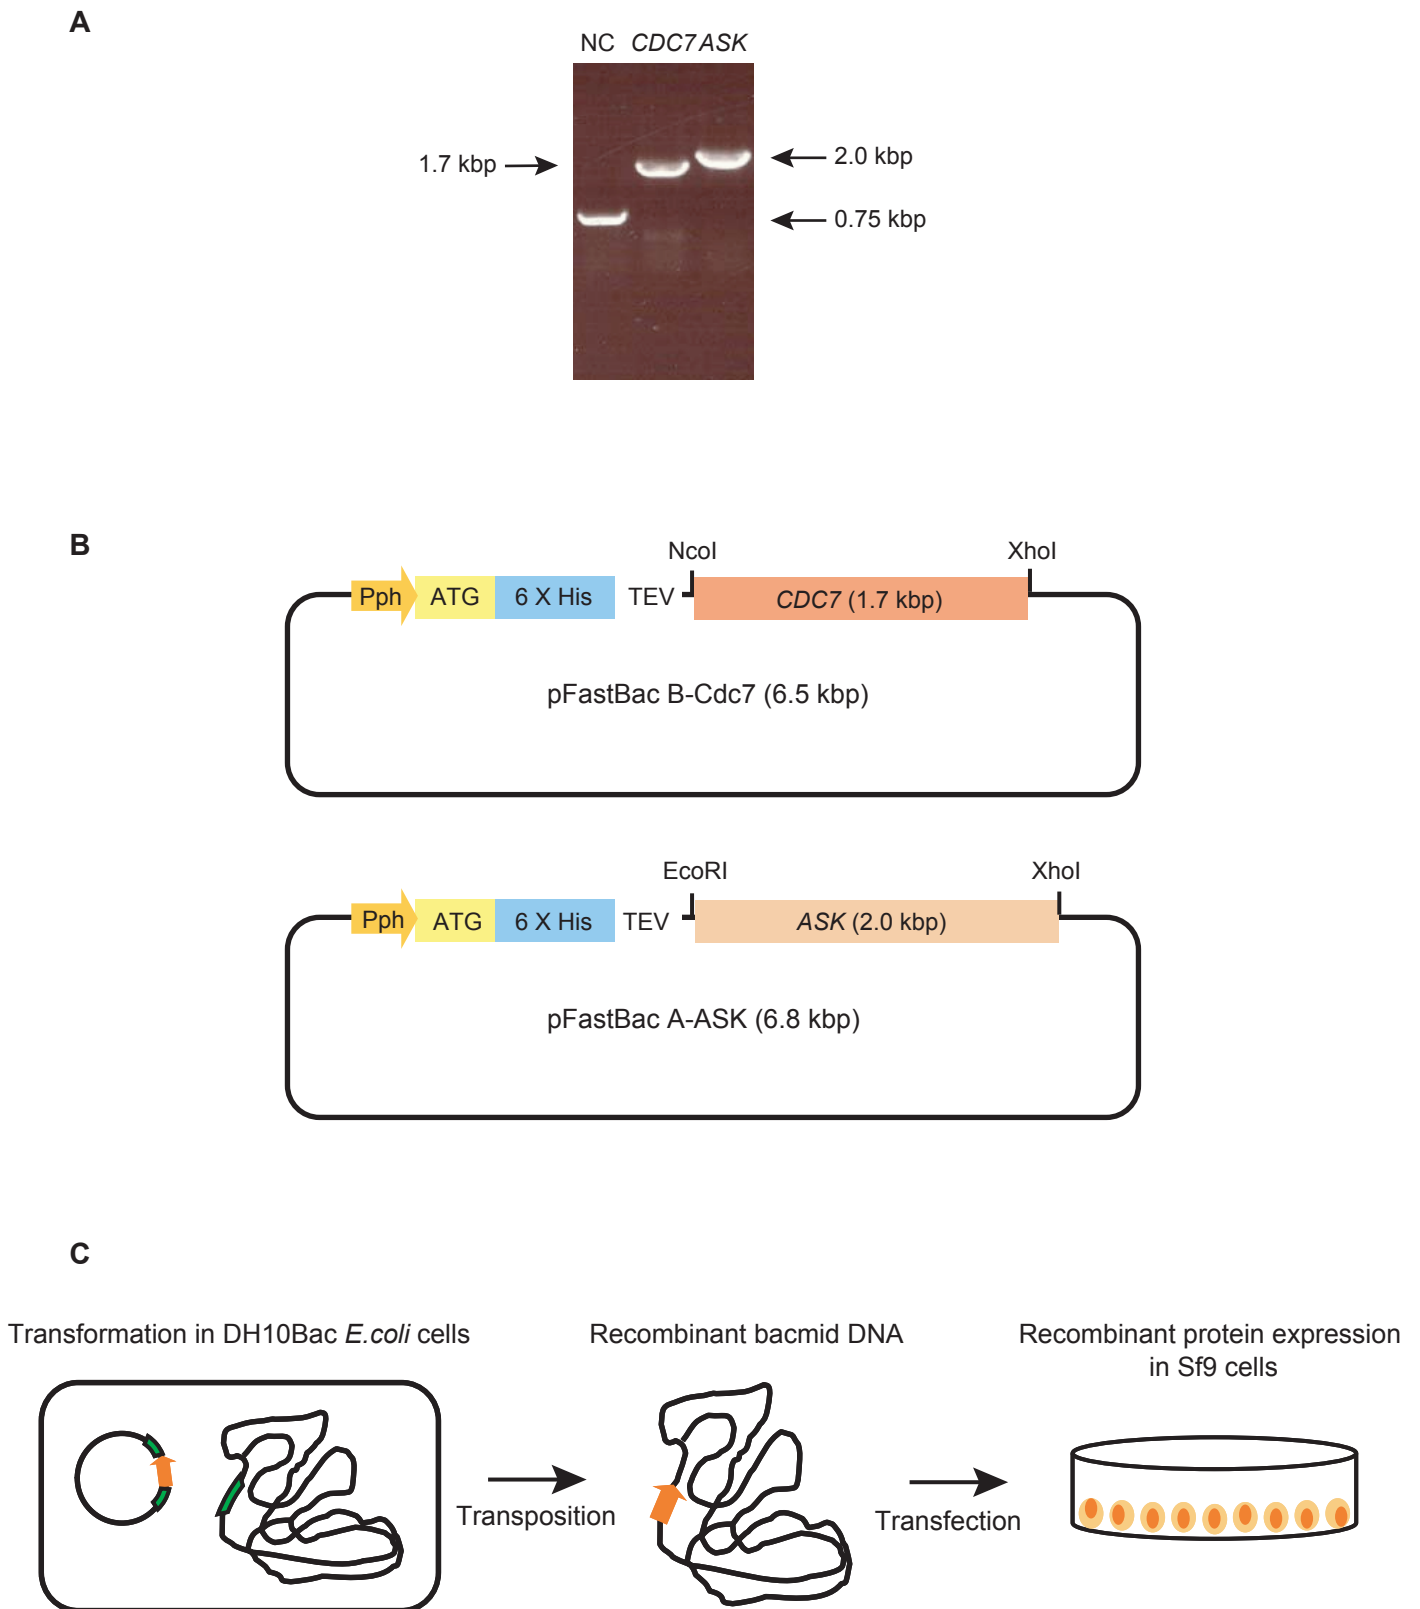 A
NC CDC7 ASK
1.7 kbp
2.0 kbp
0.75 kbp
B
NcoI
XhoI
Pph
ATG
6 X His
TEV
CDC7 (1.7 kbp)
pFastBac B-Cdc7 (6.5 kbp)
EcoRI
XhoI
Pph
ATG
6 X His
TEV
ASK (2.0 kbp)
pFastBac A-ASK (6.8 kbp)
C
Transformation in DH10Bac E.coli cells
Recombinant bacmid DNA
Recombinant protein expression
in Sf9 cells
Transposition
Transfection